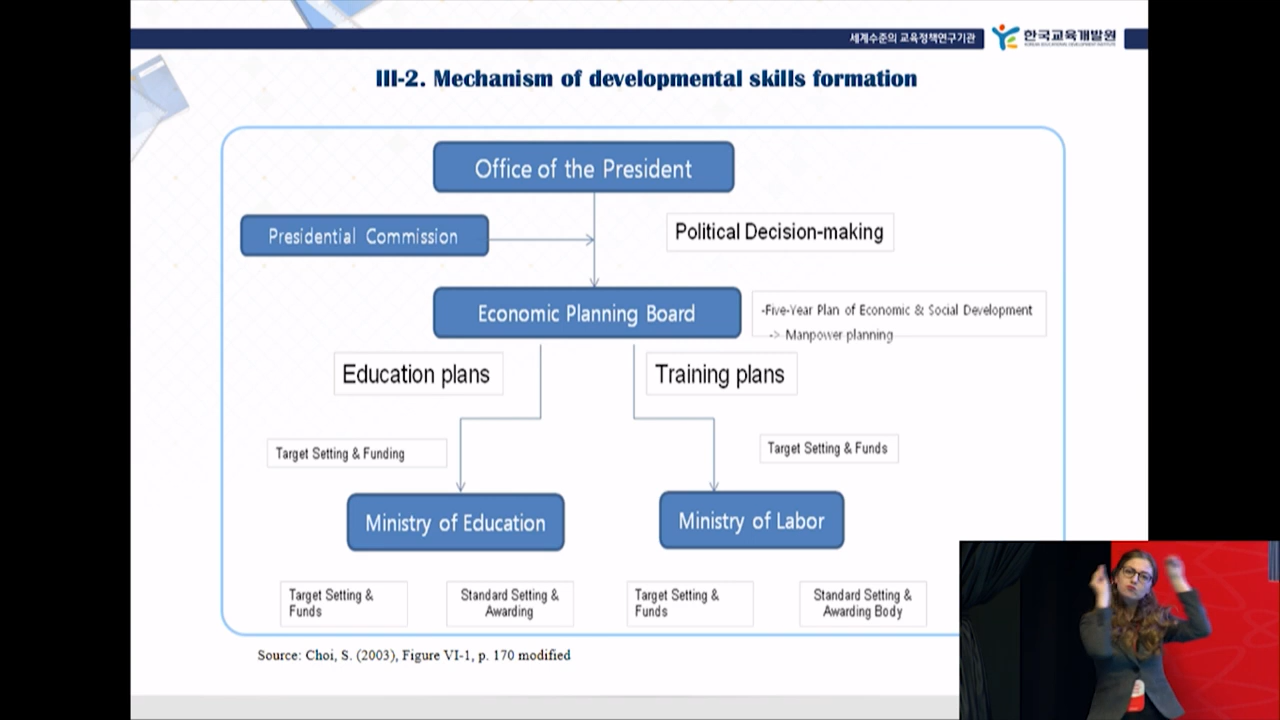 세계수준의 교육정책연구기관
한국교육개발원
KOREAN EDUCATIONAL DEVELOPMENT INSTITUTE
III-2. Mechanism of developmental skills formation
Office of the President
Presidential Commission
Political Decision-making
Economic Planning Board
-Five-Year Plan of Economic & Social Development
-> Manpower planning
Education plans
Training plans
Target Setting & Funding
Target Setting & Funds
Ministry of Education
Ministry of Labor
Target Setting &
Funds
Standard Setting &
Awarding
Target Setting &
Funds
Standard Setting &
Awarding Body
Source: Choi, S. (2003), Figure VI-1, p. 170 modified